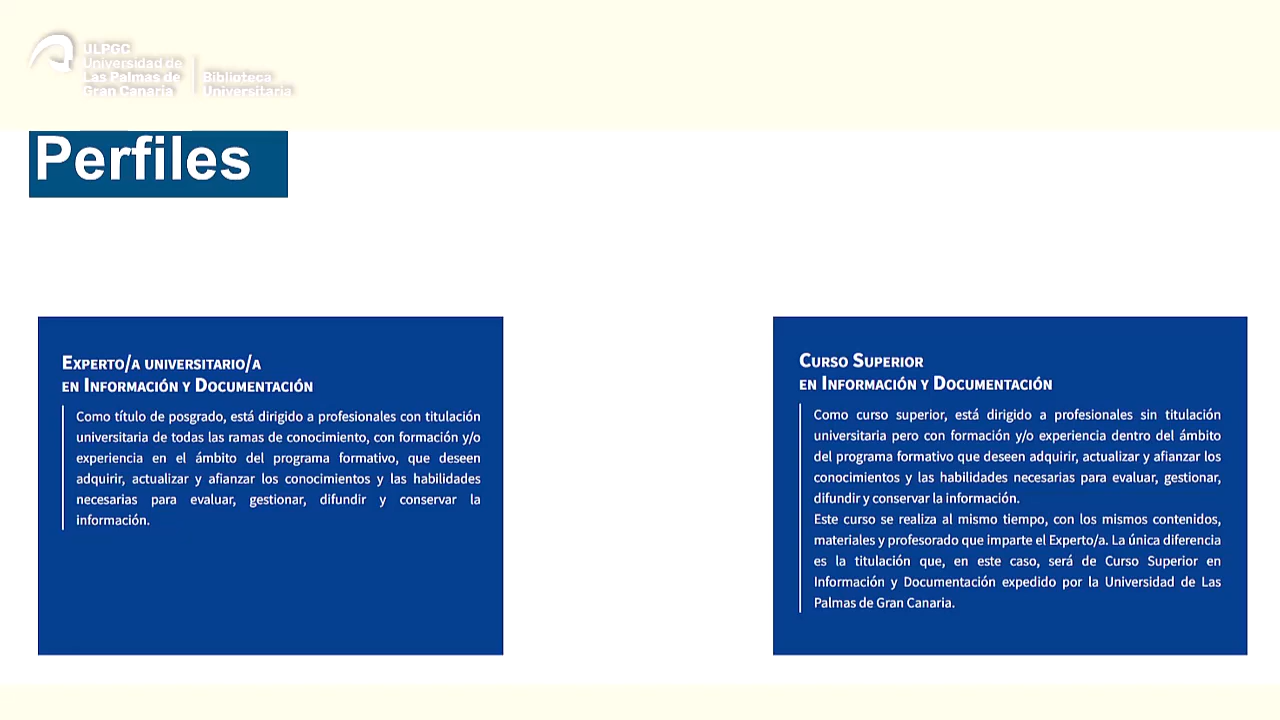 ULPGC
Universidad de
Las Palmas de
Gran Canaria
Biblioteca
Universitaria
Perfiles
Experto/a universitario/a
en Información y Documentación
Como título de posgrado, está dirigido a profesionales con titulación
universitaria de todas las ramas de conocimiento, con formación y/o
experiencia en el ámbito del programa formativo, que deseen
adquirir, actualizar y afianzar los conocimientos y las habilidades
necesarias para evaluar, gestionar, difundir y conservar la
información.
Curso Superior
en Información y Documentación
Como curso superior, está dirigido a profesionales sin titulación
universitaria pero con formación y/o experiencia dentro del ámbito
del programa formativo que deseen adquirir, actualizar y afianzar los
conocimientos y las habilidades necesarias para evaluar, gestionar,
difundir y conservar la información.
Este curso se realiza al mismo tiempo, con los mismos contenidos,
materiales y profesorado que imparte el Experto/a. La única diferencia
es la titulación que, en este caso, será de Curso Superior en
Información y Documentación expedido por la Universidad de Las
Palmas de Gran Canaria.